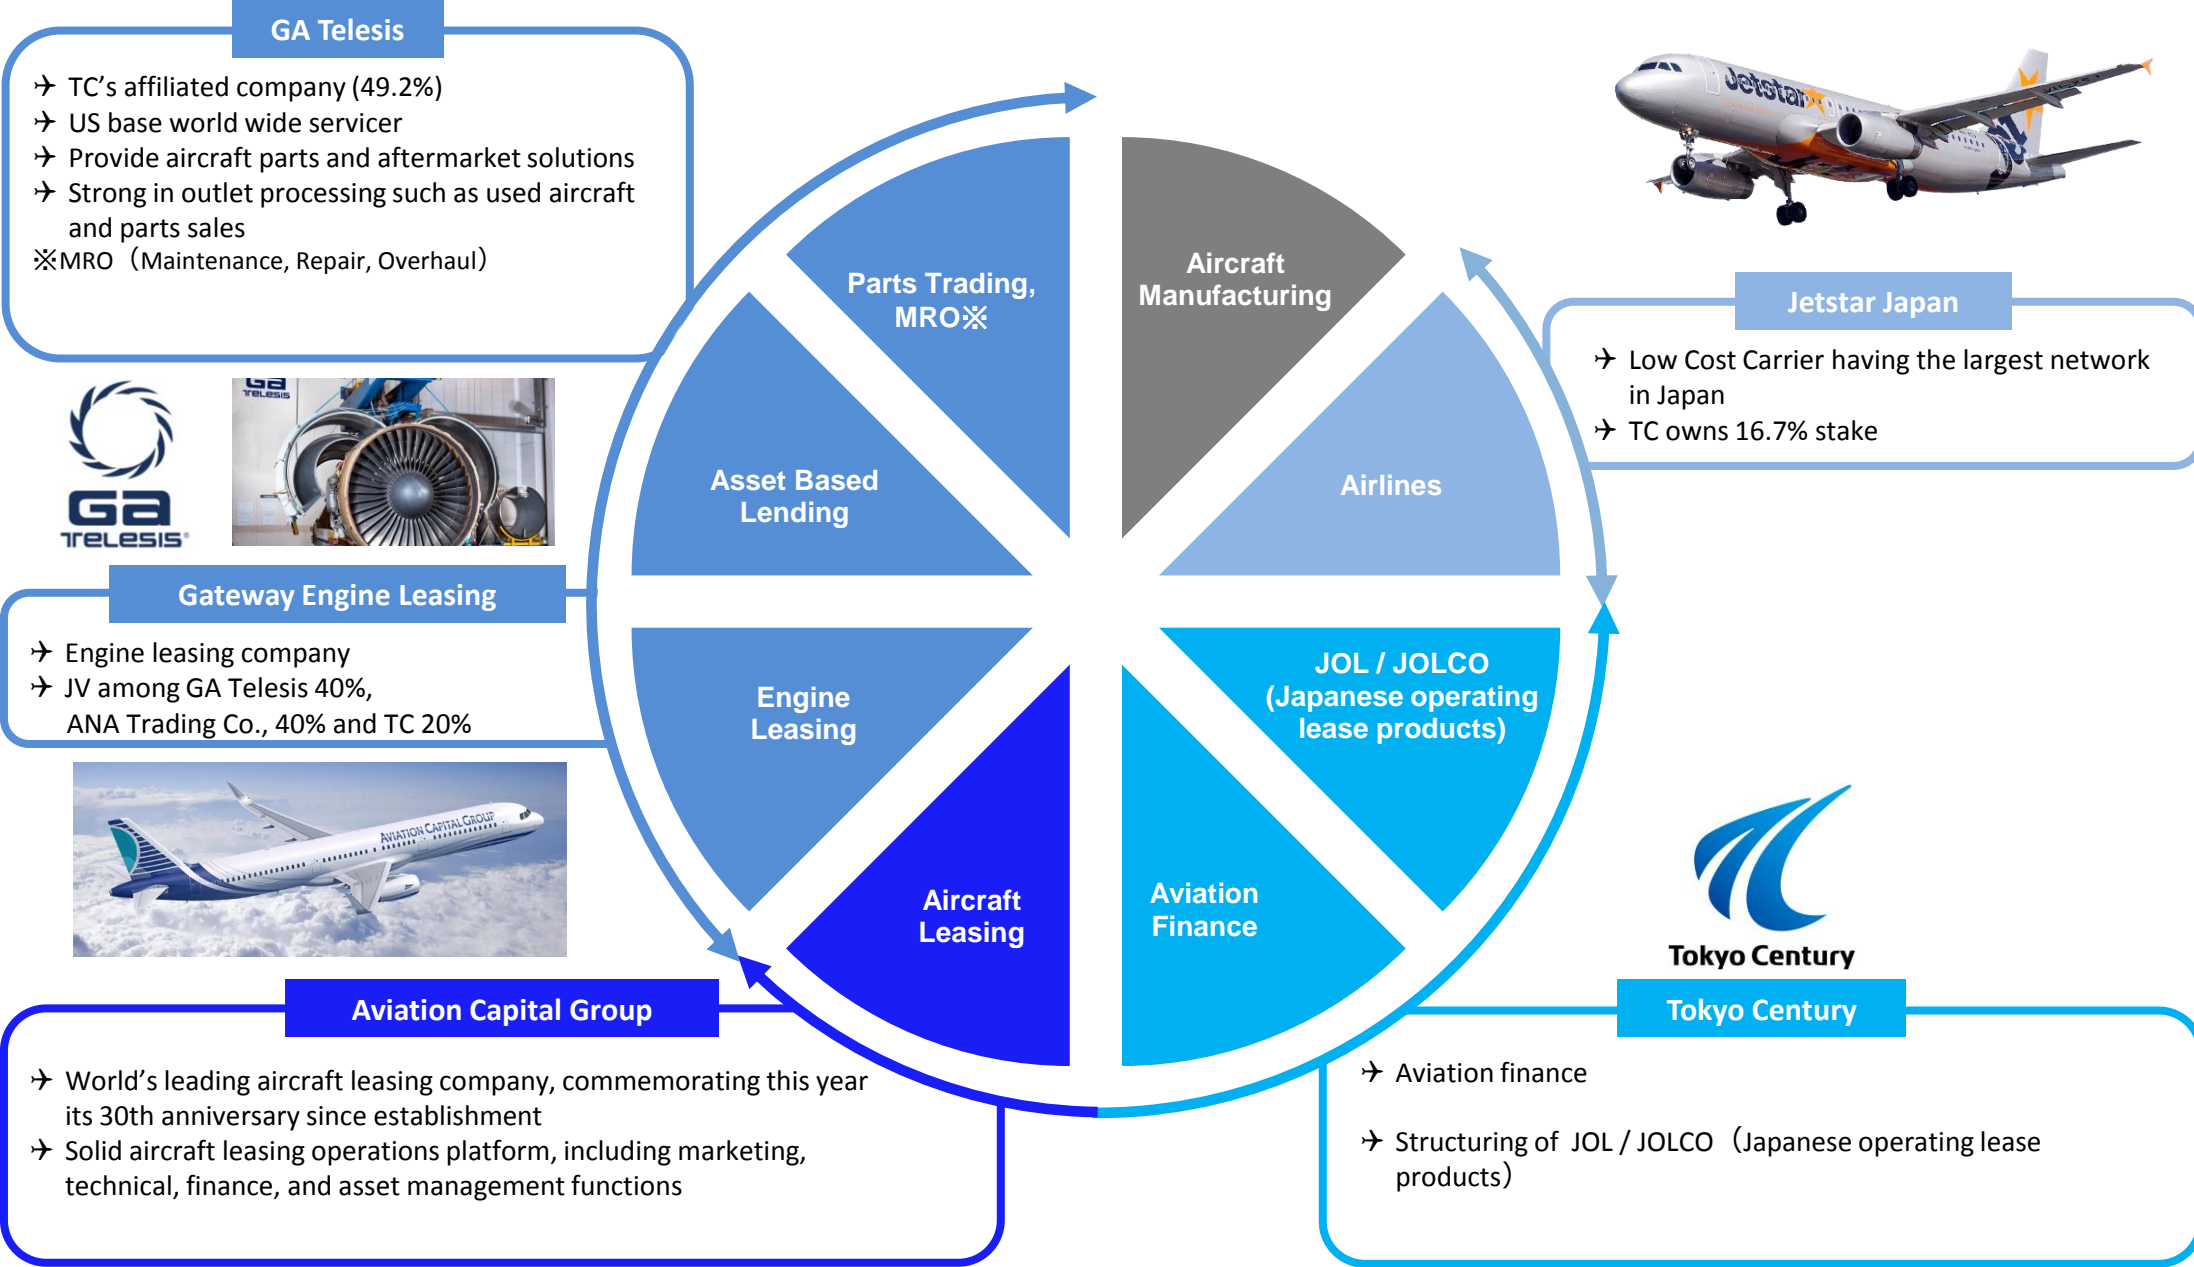 GA Telesis
✈ TC’s affiliated company (49.2%)
✈ US base world wide servicer
✈ Provide aircraft parts and aftermarket solutions
✈ Strong in outlet processing such as used aircraft
and parts sales
※MRO（Maintenance, Repair, Overhaul）
GA
TELESIS
GA
TELESIS
Gateway Engine Leasing
✈ Engine leasing company
✈ JV among GA Telesis 40%,
ANA Trading Co., 40% and TC 20%
AVIATION CAPITAL GROUP
Aviation Capital Group
✈ World’s leading aircraft leasing company, commemorating this year
its 30th anniversary since establishment
✈ Solid aircraft leasing operations platform, including marketing,
technical, finance, and asset management functions
Parts Trading,
MRO※
Aircraft
Manufacturing
Asset Based
Lending
Airlines
Engine
Leasing
JOL / JOLCO
(Japanese operating
lease products)
Aircraft
Leasing
Aviation
Finance
Jetstar
Jetstar Japan
✈ Low Cost Carrier having the largest network
in Japan
✈ TC owns 16.7% stake
Tokyo Century
Tokyo Century
✈ Aviation finance
✈ Structuring of JOL / JOLCO（Japanese operating lease
products）